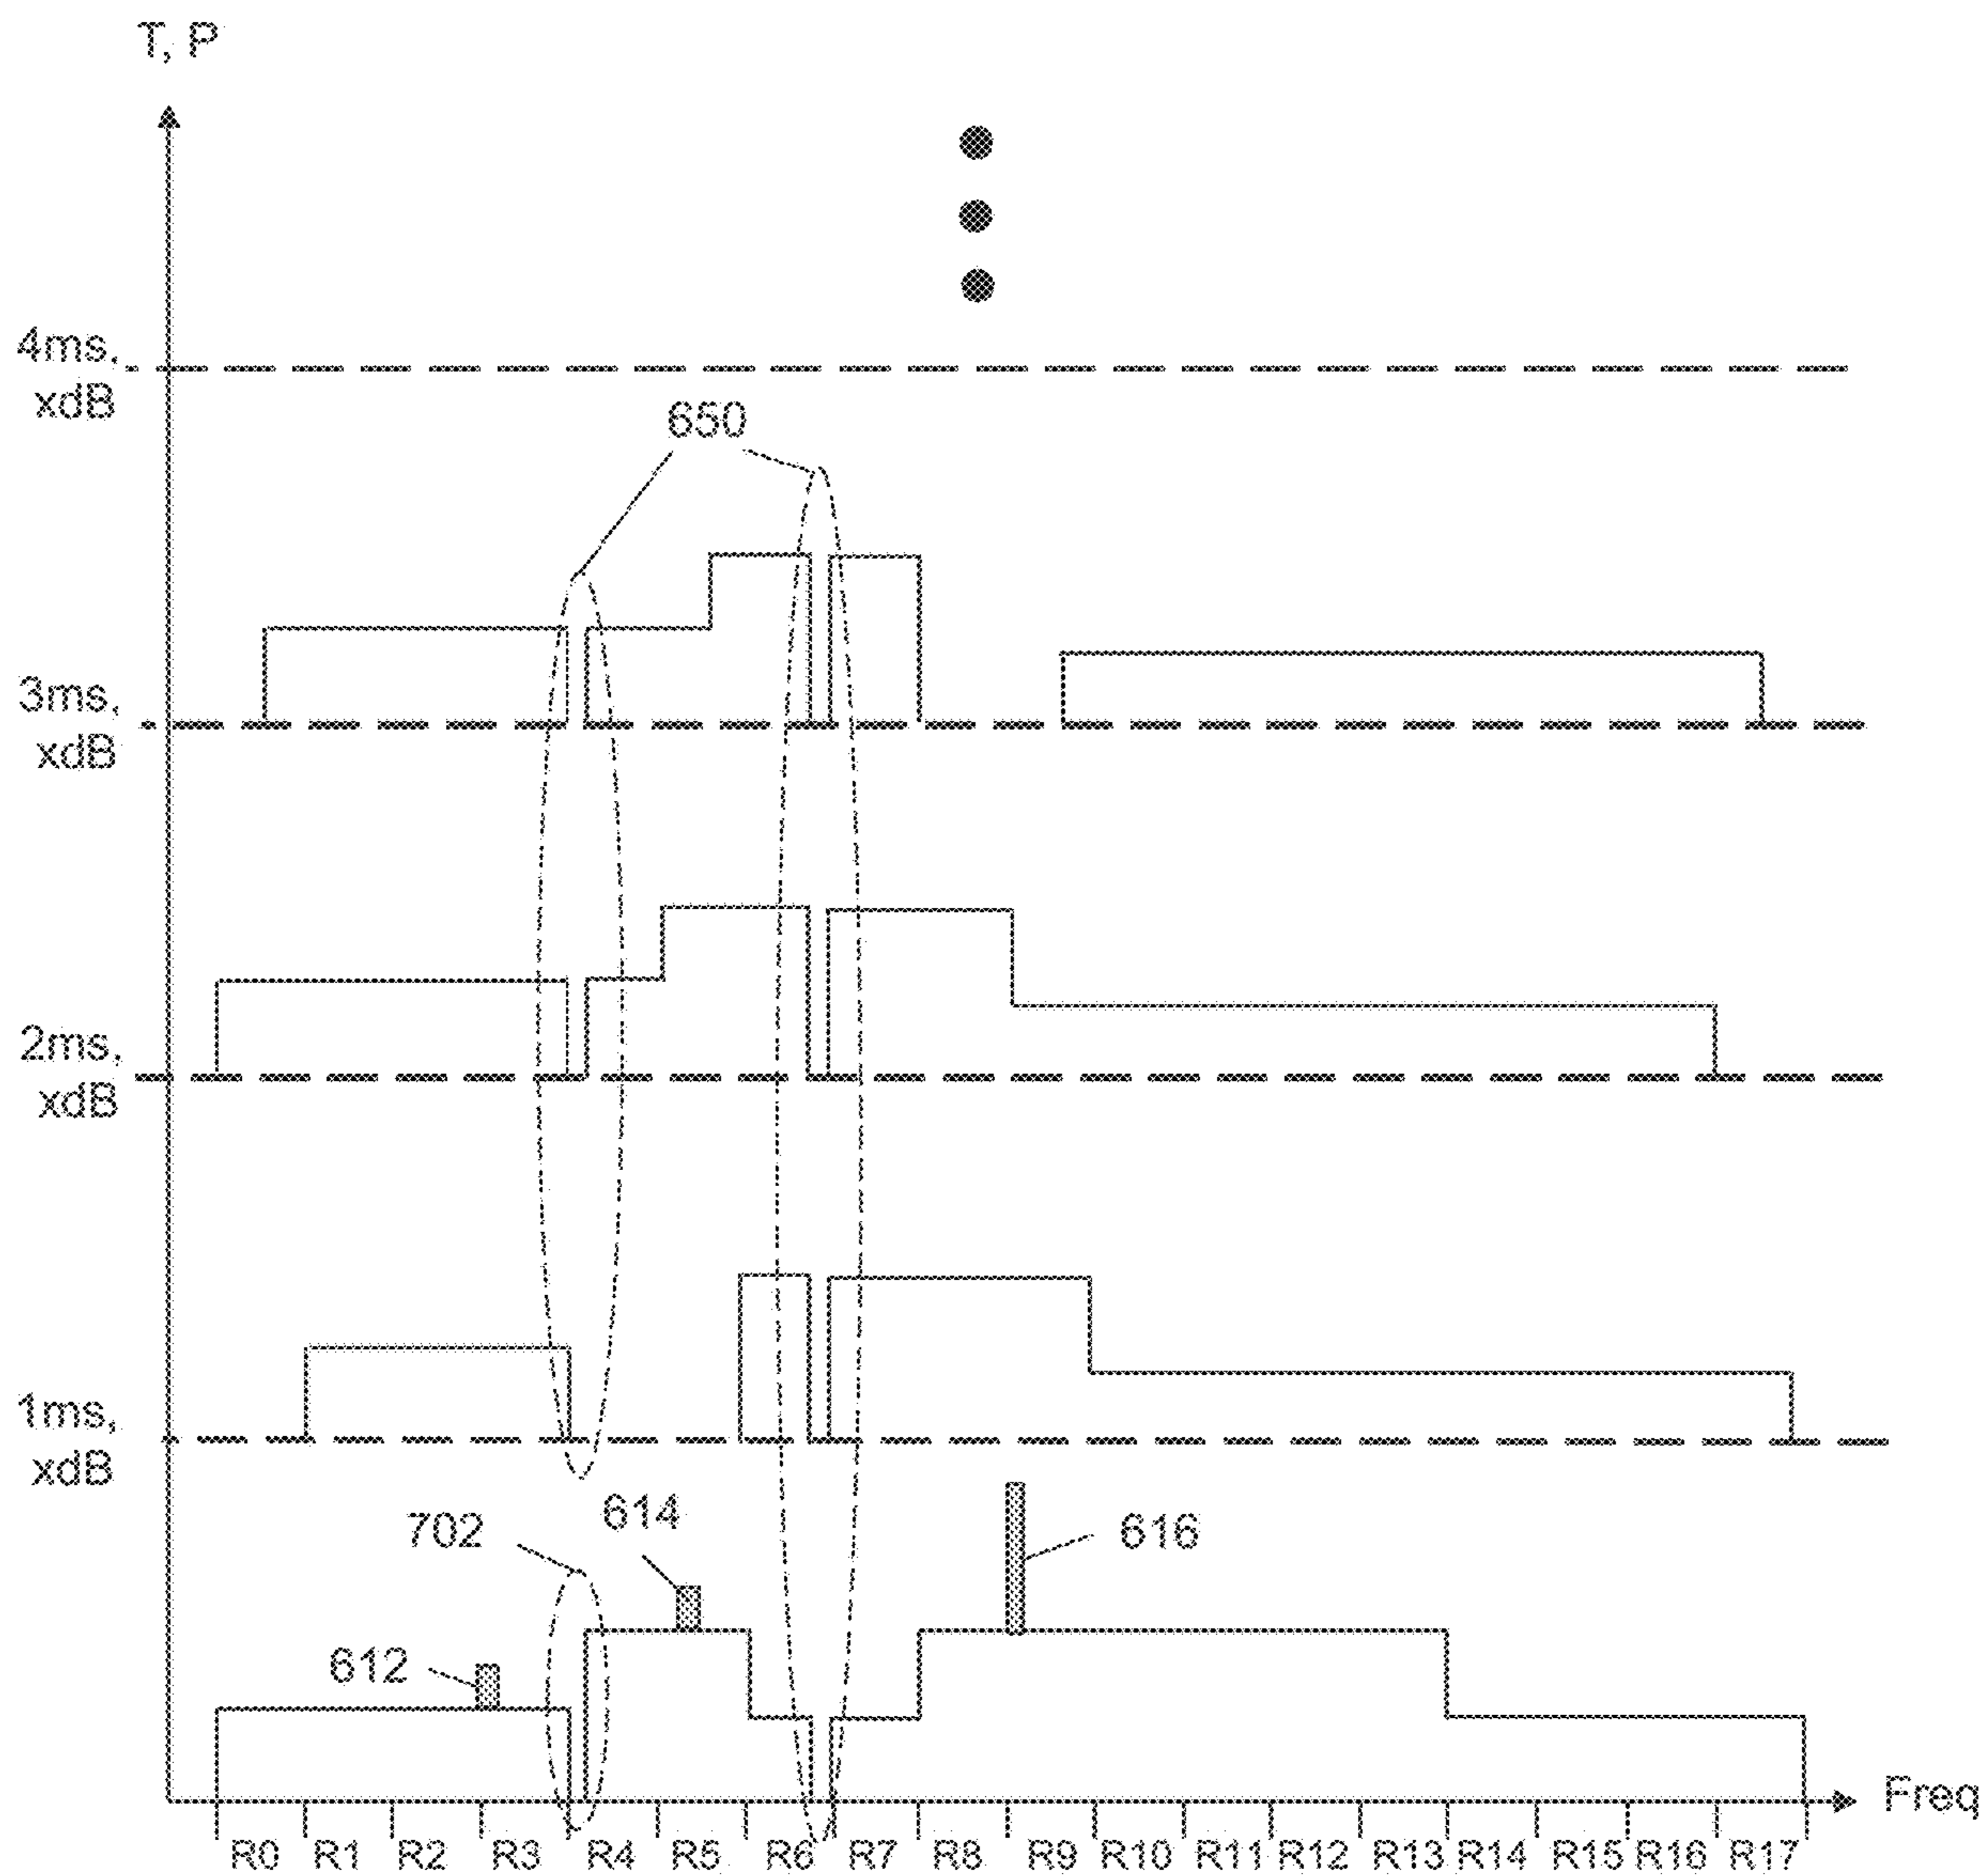 T, P
4ms,
xdB
650
3ms,
xdB
2ms,
xdB
1ms,
xdB
702
614
616
612
Freq
R0 R1 R2 R3 R4 R5 R6 R7 R8 R9 R10 R11 R12 R13 R14 R15 R16 R17